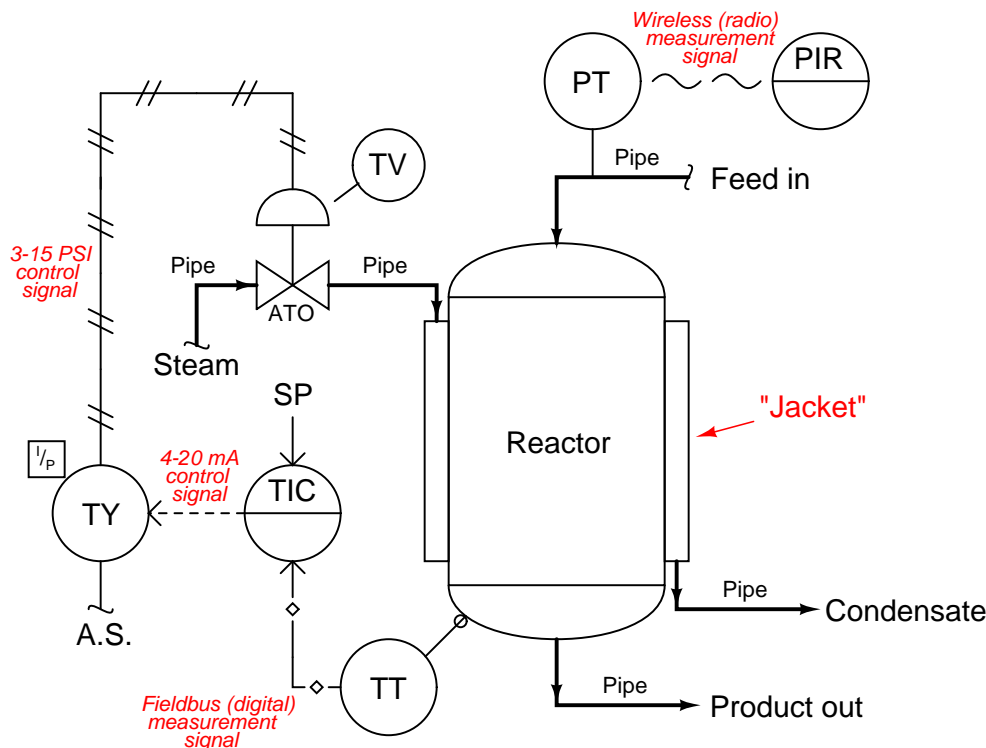 Wireless (radio)
measurement
signal
PT
PIR
Pipe
Feed in
TV
3-15 PSI
control
signal
Pipe
Pipe
ATO
Steam
SP
"Jacket"
Reactor
I/P
4-20 mA
control
signal
TY
TIC
A.S.
Pipe
Condensate
TT
Fieldbus (digital)
measurement
signal
Pipe
Product out